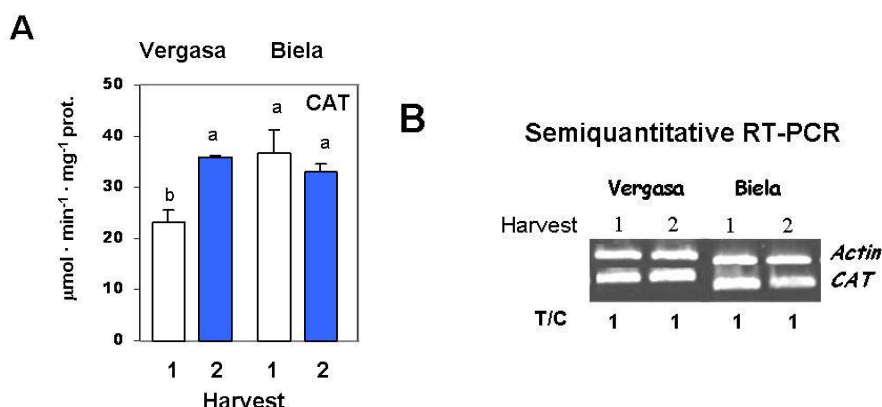 A
Vergasa Biela
50
40
30
20
10
0
µmol · min⁻¹ · mg⁻¹ prot.
CAT
b a a a
1 2 1 2
Harvest
B
Semiquantitative RT-PCR
Vergasa Biela
Harvest 1 2 1 2
Actin
CAT
T/C 1 1 1 1